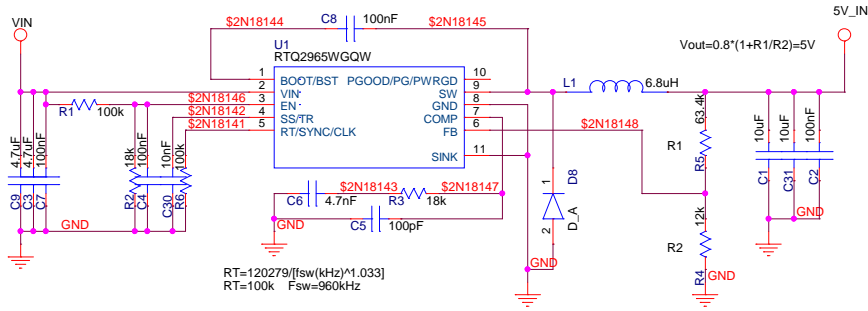 $2N18144
C8
100nF
$2N18145
5V_IN
VIN
U1
RTQ2965WGQW
Vout=0.8*(1+R1/R2)=5V
1
BOOT/BST
PGOOD/PG/PWRGD
10
2
VIN
SW
9
L1
6.8uH
R1
100k
$2N18146
3
EN
GND
8
$2N18142
4
SS/TR
COMP
7
$2N18141
5
RT/SYNC/CLK
FB
6
$2N18148
SINK
11
4.7uF
4.7uF
100nF
18k
100nF
10nF
100k
C9
C3
C7
R2
C4
C30
R6
GND
63.4k
R1
R5
10uF
10uF
100nF
C1
C31
C2
GND
$2N18143
$2N18147
C6
4.7nF
R3
18k
GND
C5
100pF
1
D8
2
D_A
GND
12k
R2
R4
GND
RT=120279/[fsw(kHz)^1.033]
RT=100k Fsw=960kHz